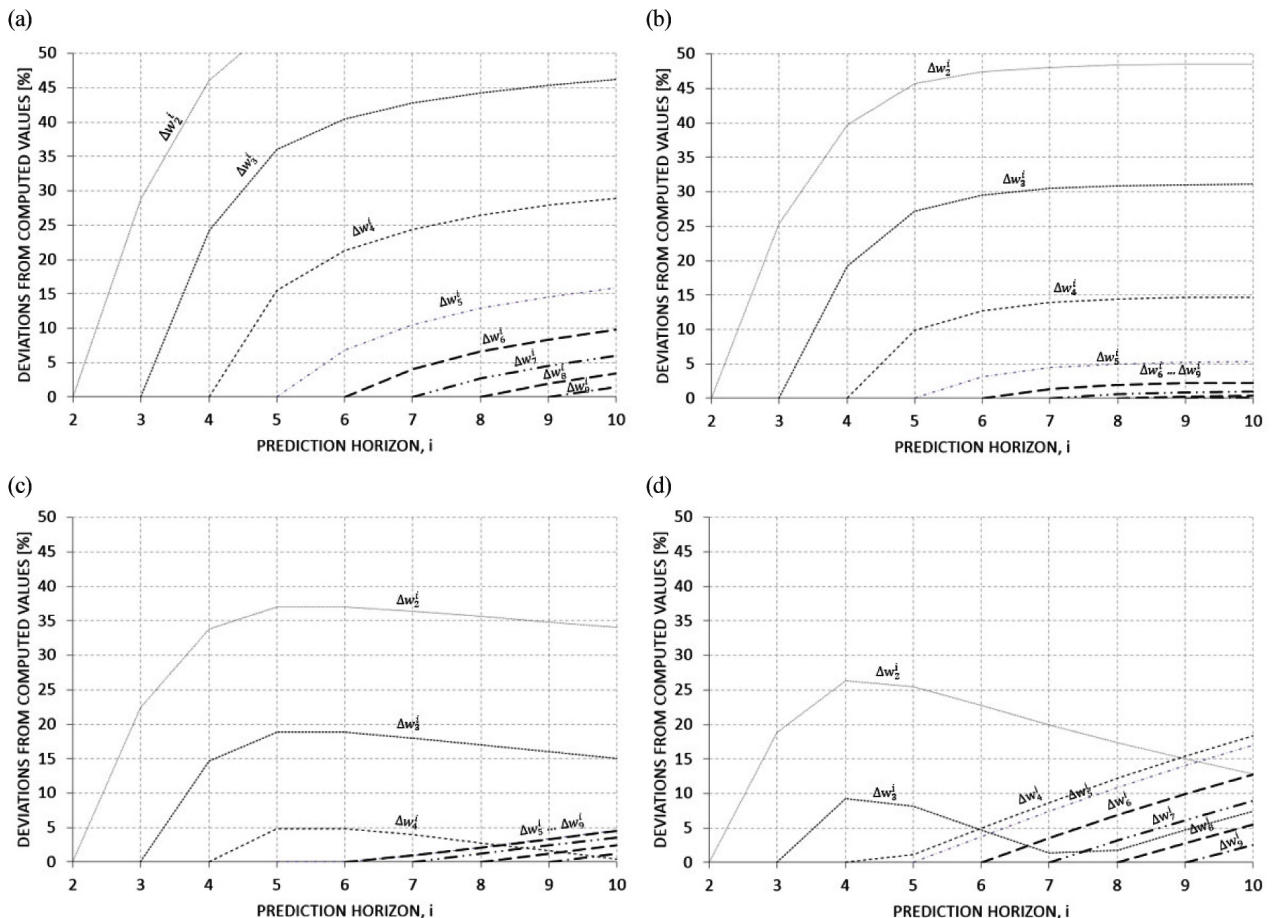 (a)
DEVIATIONS FROM COMPUTED VALUES [%]
50
45
40
35
30
25
20
15
10
5
0
Δw₂ⁱ
Δw₃ⁱ
Δw₄ⁱ
Δw₅ⁱ
Δw₆ⁱ
Δw₇ⁱ
Δw₈ⁱ
Δw₉ⁱ
2 3 4 5 6 7 8 9 10
PREDICTION HORIZON, i
(b)
DEVIATIONS FROM COMPUTED VALUES [%]
50
45
40
35
30
25
20
15
10
5
0
Δw₂ⁱ
Δw₃ⁱ
Δw₄ⁱ
Δw₅ⁱ
Δw₆ⁱ ... Δw₉ⁱ
2 3 4 5 6 7 8 9 10
PREDICTION HORIZON, i
(c)
DEVIATIONS FROM COMPUTED VALUES [%]
50
45
40
35
30
25
20
15
10
5
0
Δw₂ⁱ
Δw₃ⁱ
Δw₄ⁱ
Δw₅ⁱ ... Δw₉ⁱ
2 3 4 5 6 7 8 9 10
PREDICTION HORIZON, i
(d)
DEVIATIONS FROM COMPUTED VALUES [%]
50
45
40
35
30
25
20
15
10
5
0
Δw₂ⁱ
Δw₃ⁱ
Δw₄ⁱ
Δw₅ⁱ
Δw₆ⁱ
Δw₇ⁱ
Δw₈ⁱ
Δw₉ⁱ
2 3 4 5 6 7 8 9 10
PREDICTION HORIZON, i